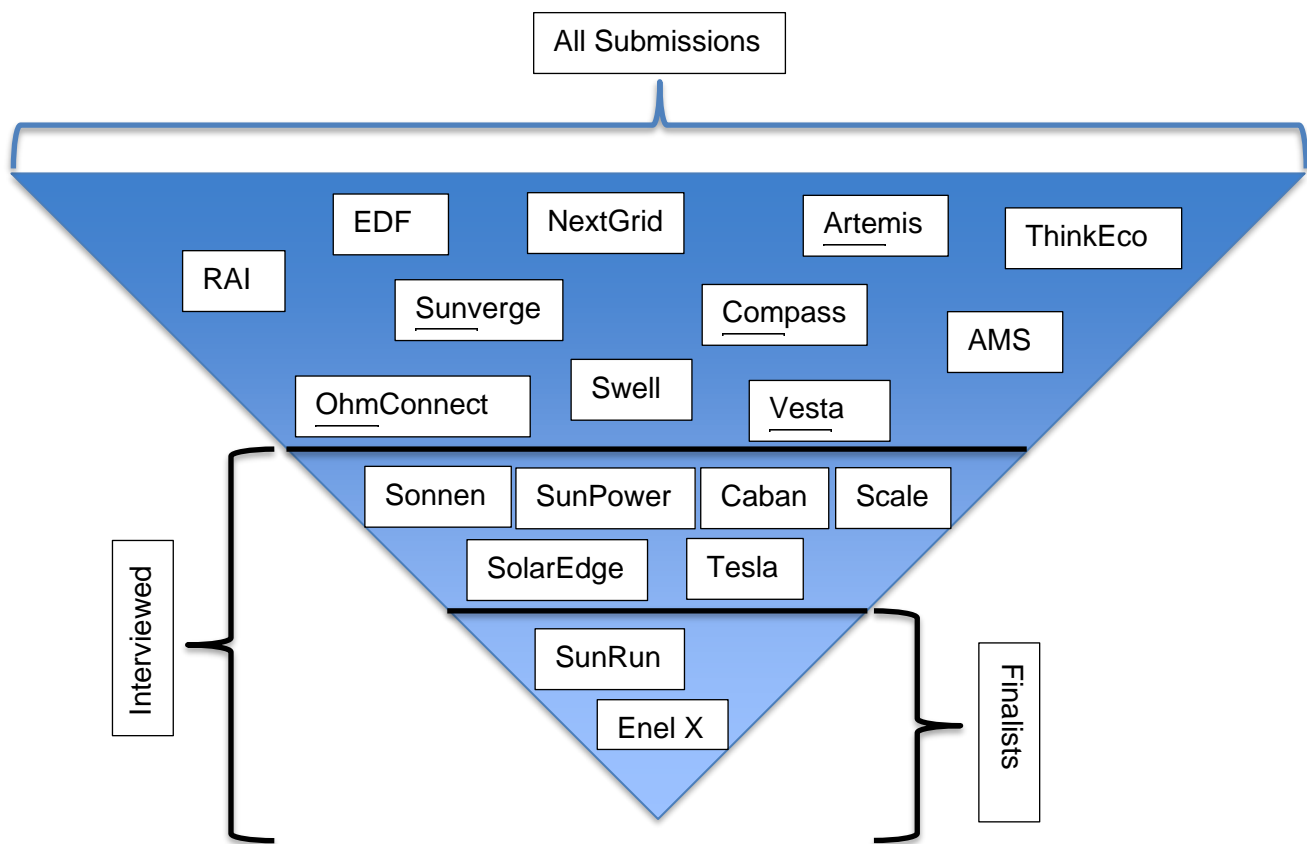 All Submissions
EDF
NextGrid
Artemis
ThinkEco
RAI
Sunverge
Compass
AMS
Swell
OhmConnect
Vesta
Sonnen
SunPower
Caban
Scale
SolarEdge
Tesla
Interviewed
SunRun
Enel X
Finalists